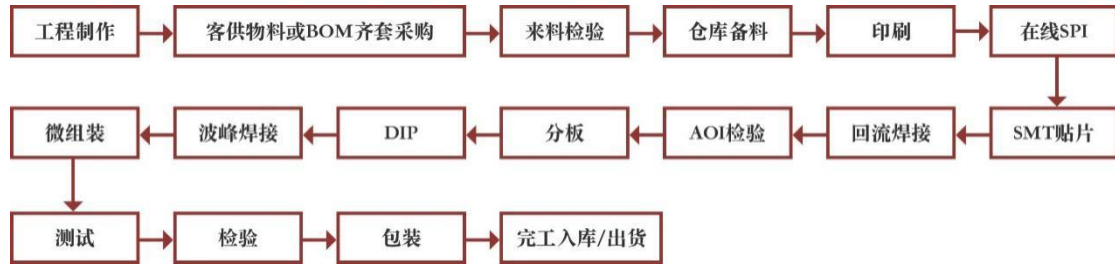 工程制作
客供物料或BOM齐套采购
来料检验
仓库备料
印刷
在线SPI
SMT贴片
回流焊接
AOI检验
分板
DIP
波峰焊接
微组装
测试
检验
包装
完工入库/出货